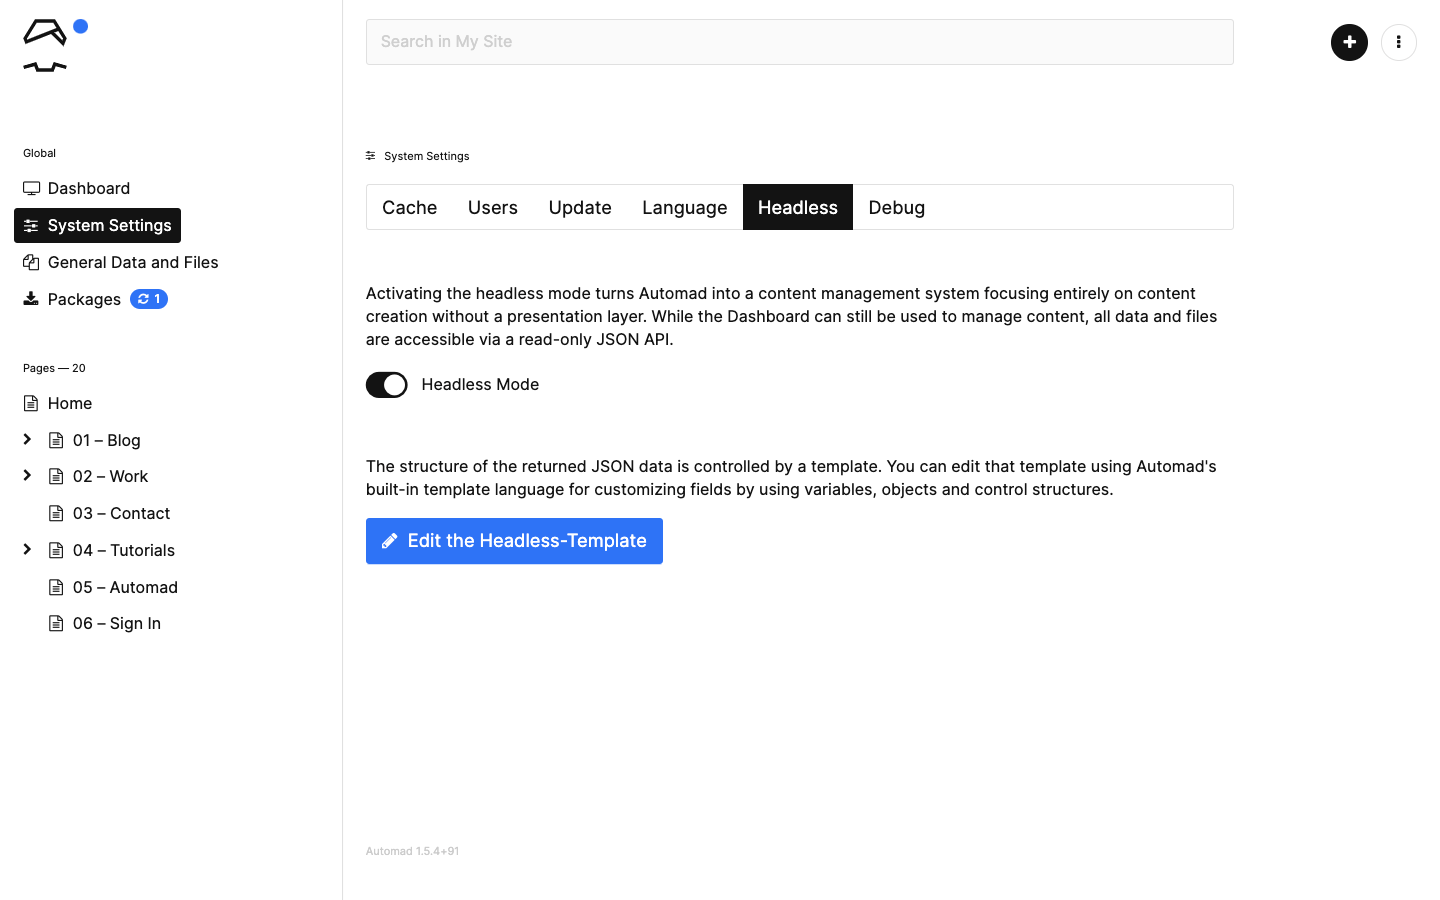 Search in My Site
Global
Dashboard
System Settings
General Data and Files
Packages 1
Pages — 20
Home
01 – Blog
02 – Work
03 – Contact
04 – Tutorials
05 – Automad
06 – Sign In
System Settings
Cache Users Update Language Headless Debug
Activating the headless mode turns Automad into a content management system focusing entirely on content
creation without a presentation layer. While the Dashboard can still be used to manage content, all data and files
are accessible via a read-only JSON API.
Headless Mode
The structure of the returned JSON data is controlled by a template. You can edit that template using Automad's
built-in template language for customizing fields by using variables, objects and control structures.
Edit the Headless-Template
Automad 1.5.4+91